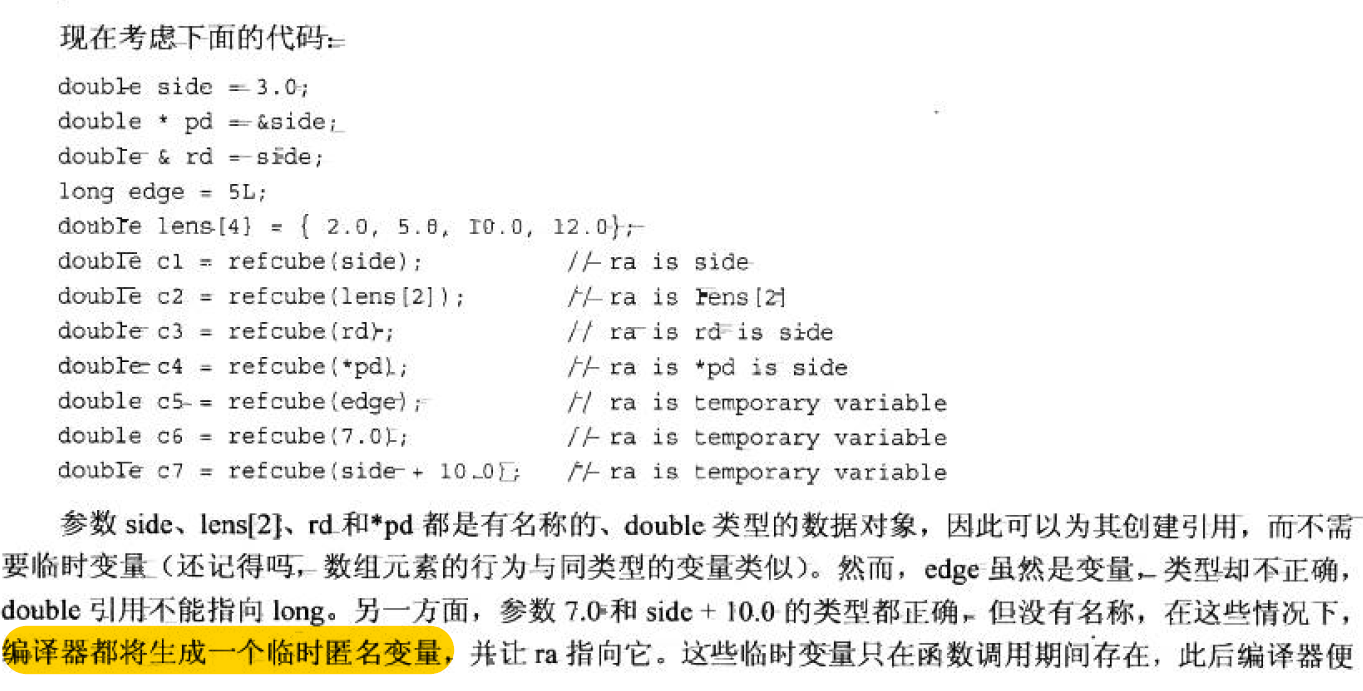 现在考虑下面的代码:
double side = 3.0;
double * pd = &side;
double & rd = side;
long edge = 5L;
double lens[4] = { 2.0, 5.0, 10.0, 12.0};
double c1 = refcube(side); // ra is side
double c2 = refcube(lens[2]); // ra is lens[2]
double c3 = refcube(rd); // ra is rd is side
double c4 = refcube(*pd); // ra is *pd is side
double c5 = refcube(edge); // ra is temporary variable
double c6 = refcube(7.0); // ra is temporary variable
double c7 = refcube(side + 10.0); // ra is temporary variable
参数 side、lens[2]、rd 和*pd 都是有名称的、double 类型的数据对象，因此可以为其创建引用，而不需
要临时变量（还记得吗，数组元素的行为与同类型的变量类似）。然而，edge 虽然是变量，类型却不正确，
double 引用不能指向 long。另一方面，参数 7.0 和 side + 10.0 的类型都正确，但没有名称，在这些情况下，
编译器都将生成一个临时匿名变量，并让 ra 指向它。这些临时变量只在函数调用期间存在，此后编译器便